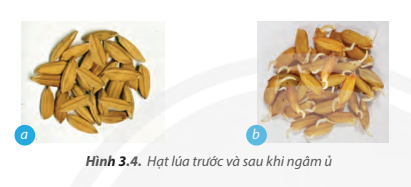 a
b
Hình 3.4. Hạt lúa trước và sau khi ngâm ủ